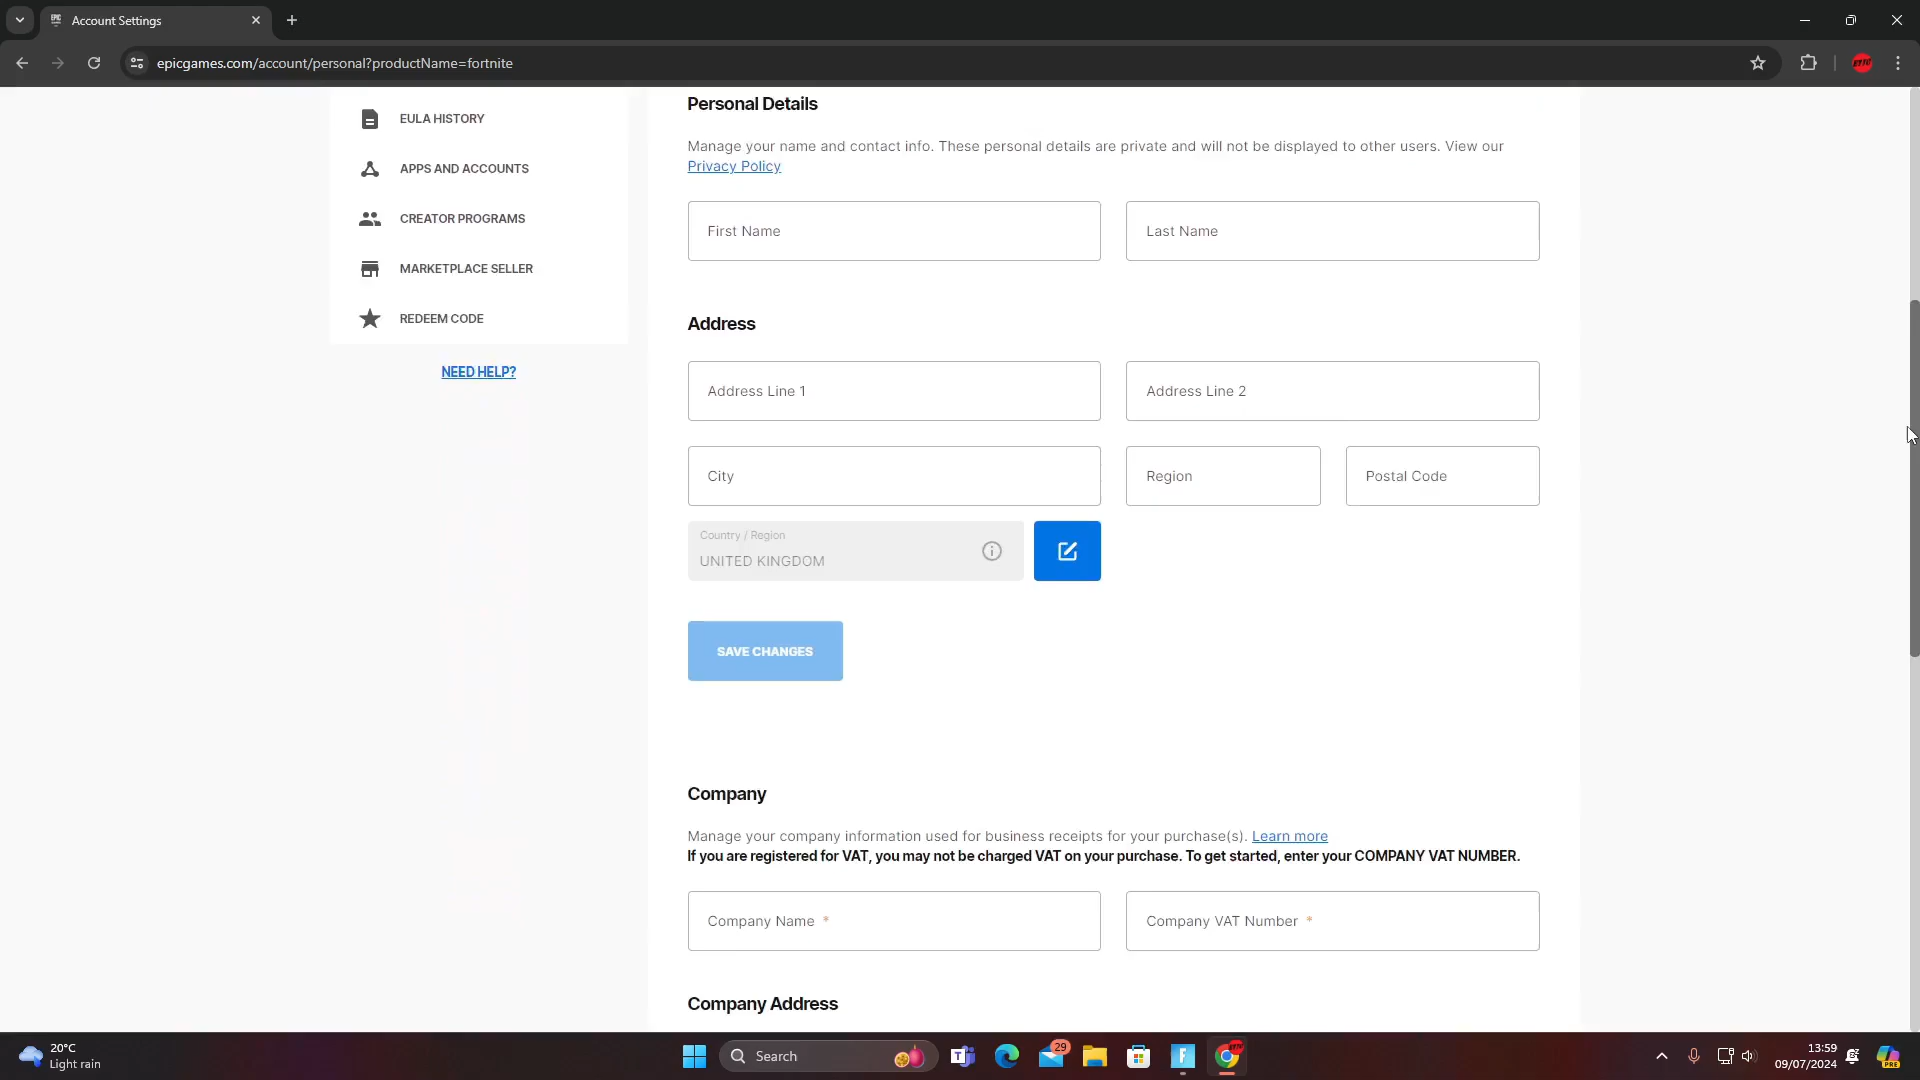 Account Settings
epicgames.com/account/personal?productName=fortnite
EULA HISTORY
APPS AND ACCOUNTS
CREATOR PROGRAMS
MARKETPLACE SELLER
REDEEM CODE
NEED HELP?
Personal Details
Manage your name and contact info. These personal details are private and will not be displayed to other users. View our
Privacy Policy
First Name
Last Name
Address
Address Line 1
Address Line 2
City
Region
Postal Code
Country / Region
UNITED KINGDOM
SAVE CHANGES
Company
Manage your company information used for business receipts for your purchase(s). Learn more
If you are registered for VAT, you may not be charged VAT on your purchase. To get started, enter your COMPANY VAT NUMBER.
Company Name *
Company VAT Number *
Company Address
20°C
Light rain
Search
29
13:59
09/07/2024
PRE